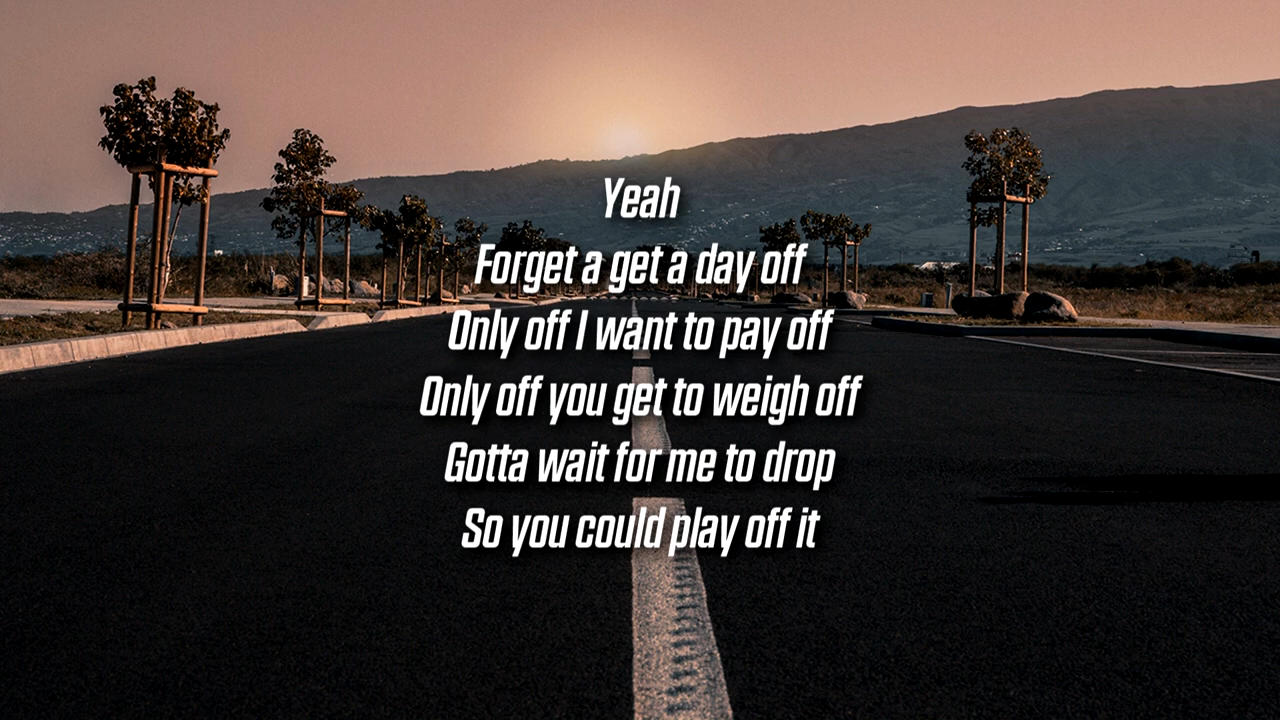 Yeah
Forget a get a day off
Only off I want to pay off
Only off you get to weigh off
Gotta wait for me to drop
So you could play off it